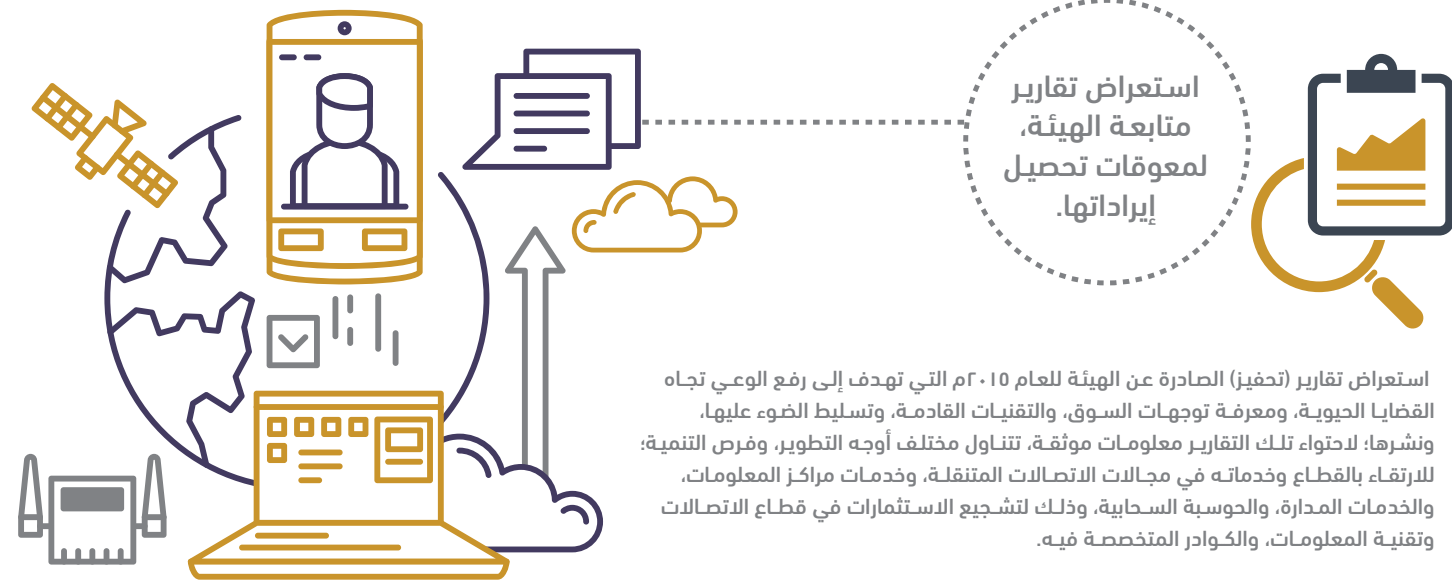 استعراض تقارير
متابعة الهيئة،
لمعوقات تحصيل
إيراداتها.
استعراض تقارير (تحفيز) الصادرة عن الهيئة للعام ٢٠١٥م التي تهدف إلى رفع الوعي تجاه
القضايا الحيوية، ومعرفة توجهات السوق، والتقنيات القادمة، وتسليط الضوء عليها،
ونشرها؛ لاحتواء تلك التقارير معلومات موثقة، تتناول مختلف أوجه التطوير، وفرص التنمية؛
للارتقاء بالقطاع وخدماته في مجالات الاتصالات المتنقلة، وخدمات مراكز المعلومات،
والخدمات المدارة، والحوسبة السحابية، وذلك لتشجيع الاستثمارات في قطاع الاتصالات
وتقنية المعلومات، والكوادر المتخصصة فيه.